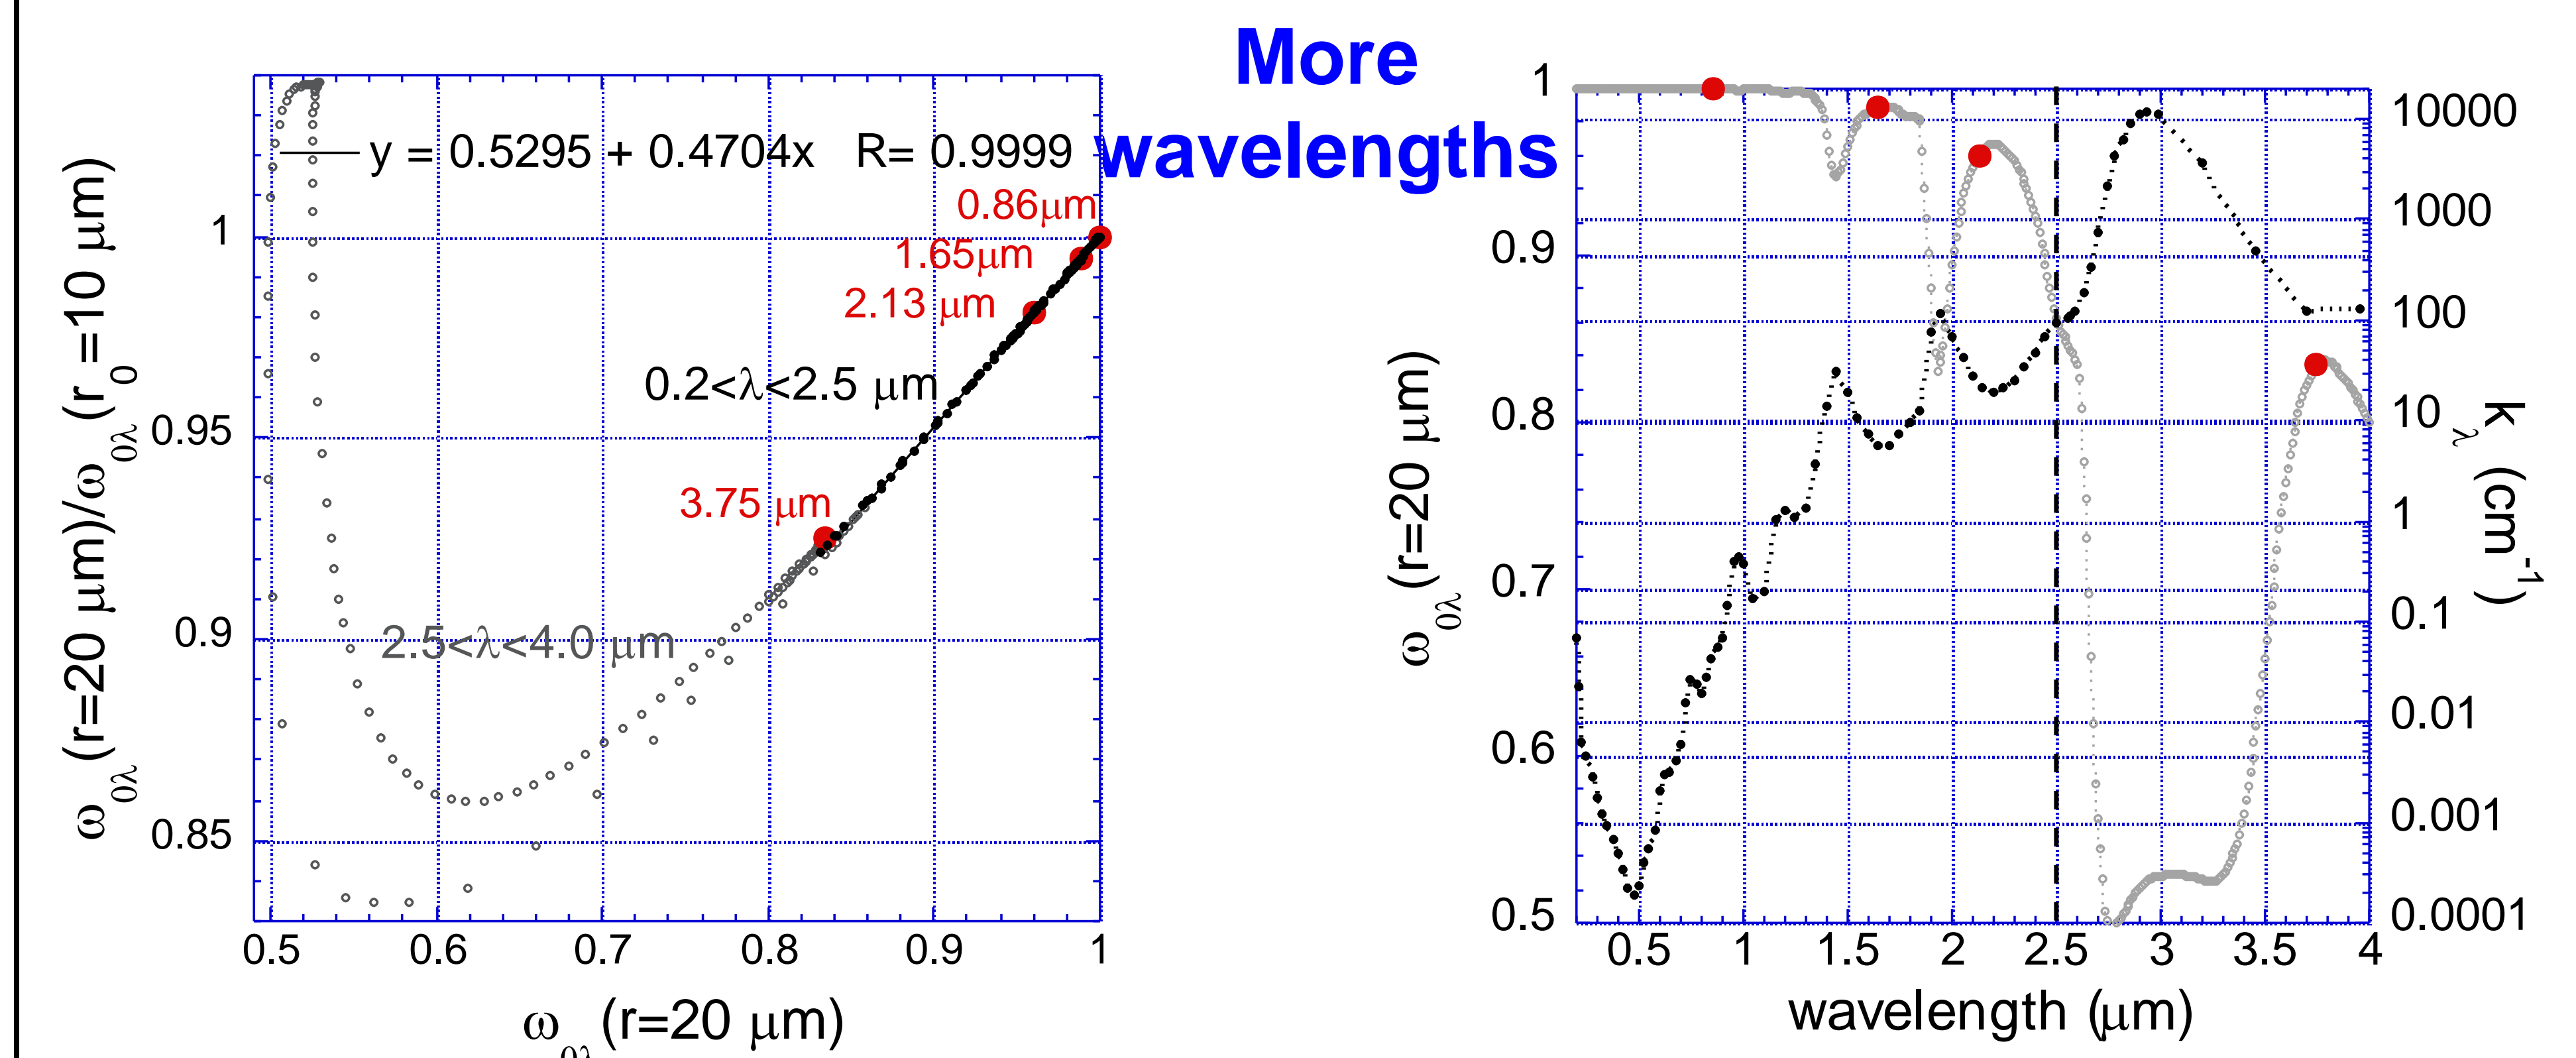 More
wavelengths
y = 0.5295 + 0.4704x R= 0.9999
0.86μm
1.65μm
2.13 μm
0.2<λ<2.5 μm
3.75 μm
2.5<λ<4.0 μm
1
0.95
0.9
0.85
0.5 0.6 0.7 0.8 0.9 1
ω0λ (r=20 μm)/ω0λ (r0=10 μm)
ω0λ (r=20 μm)
1
0.9
0.8
0.7
0.6
0.5
ω0λ (r=20 μm)
10000
1000
100
10
1
0.1
0.01
0.001
0.0001
kλ (cm-1)
0.5 1 1.5 2 2.5 3 3.5 4
wavelength (μm)